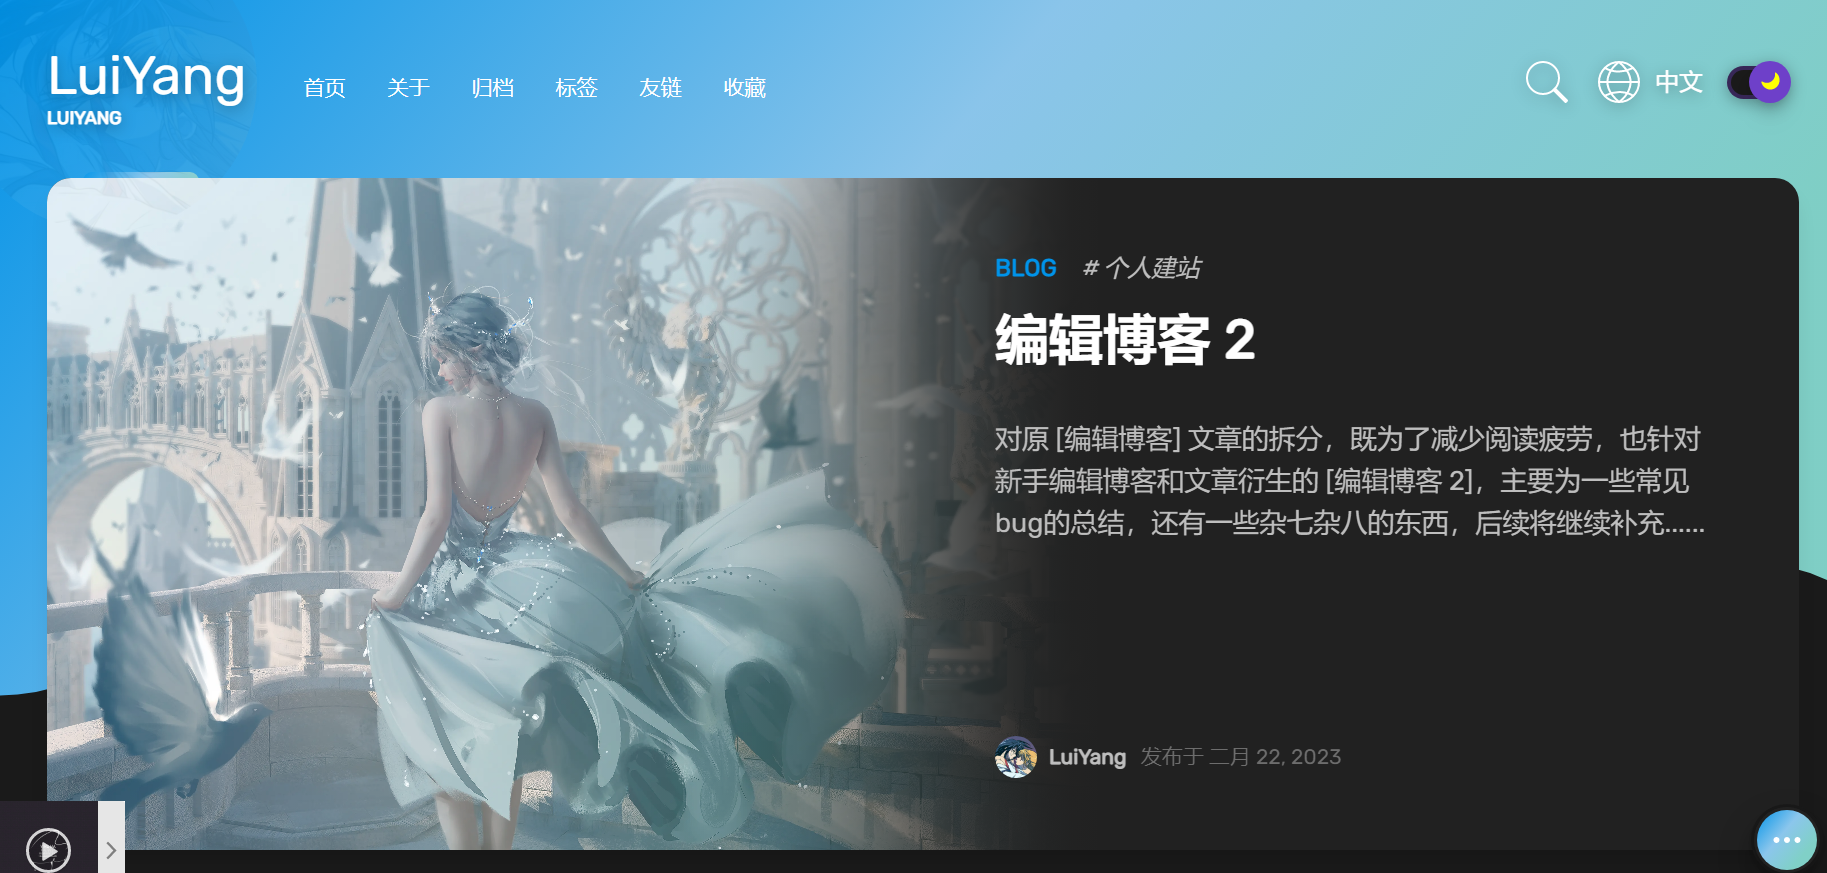 LuiYang
LUIYANG
首页 关于 归档 标签 友链 收藏
中文
BLOG # 个人建站
编辑博客 2
对原 [编辑博客] 文章的拆分，既为了减少阅读疲劳，也针对
新手编辑博客和文章衍生的 [编辑博客 2]，主要为一些常见
bug的总结，还有一些杂七杂八的东西，后续将继续补充......
LuiYang 发布于 二月 22, 2023